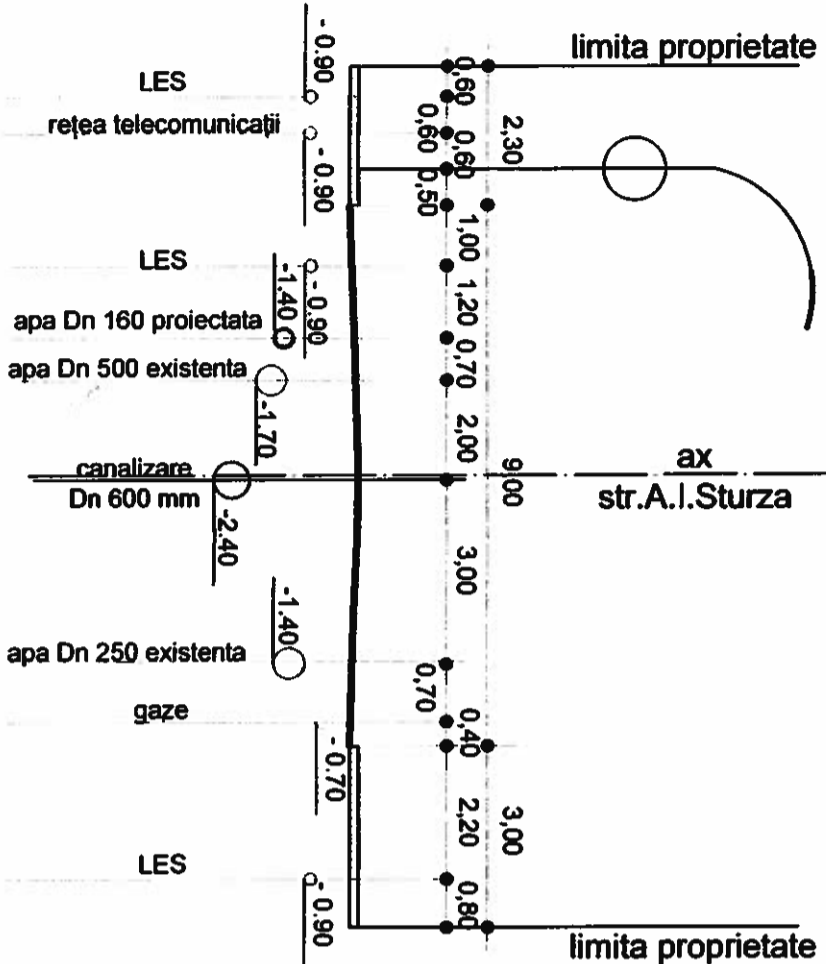 limita proprietate
- 0.90
LES
rețea telecomunicații
- 0.90
0,60
0,60
0,60
0,50
2,30
LES
- 0.90
1,00
-1.40
apa Dn 160 proiectata
1,20
apa Dn 500 existenta
0,70
-1.70
2,00
9,00
canalizare
Dn 600 mm
-2.40
ax
str.A.I.Sturza
3,00
-1.40
apa Dn 250 existenta
0,70
gaze
0,40
- 0.70
2,20
3,00
LES
- 0.90
0,80
limita proprietate